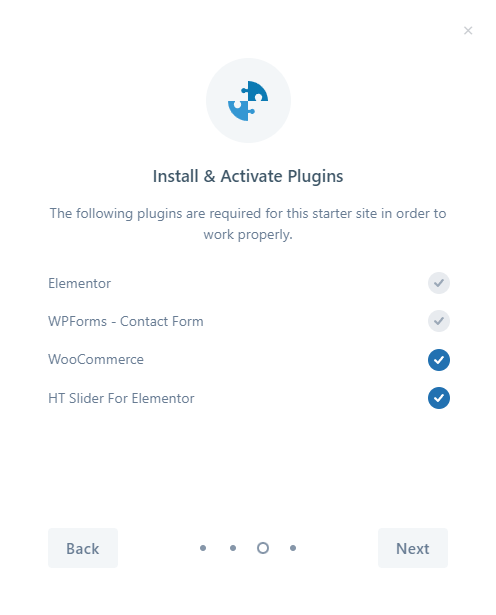 Install & Activate Plugins
The following plugins are required for this starter site in order to
work properly.
Elementor
WPForms - Contact Form
WooCommerce
HT Slider For Elementor
Back
Next